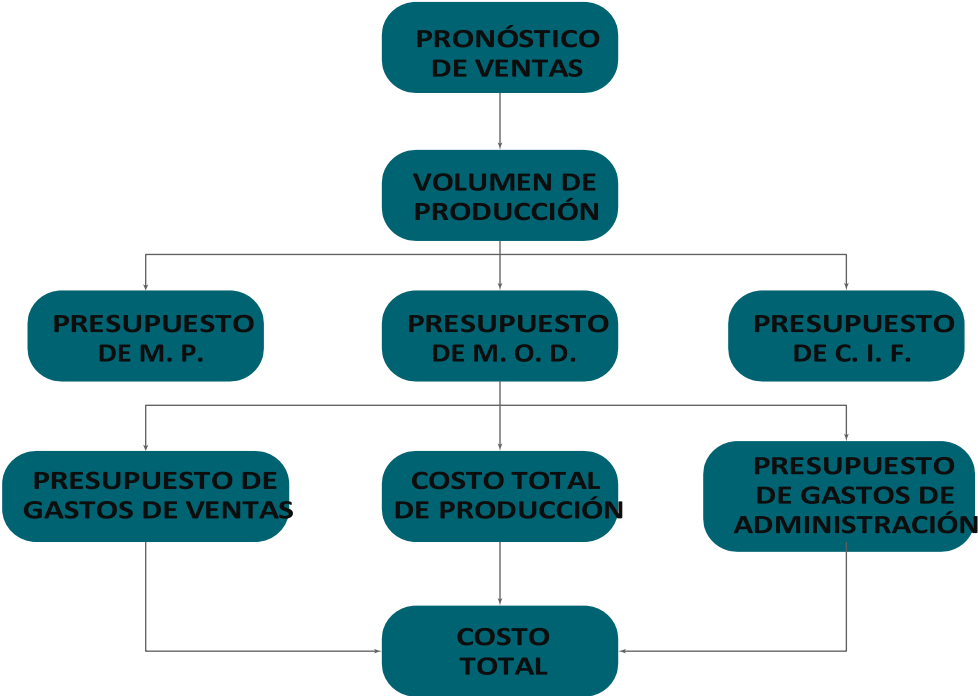 PRONÓSTICO
DE VENTAS
VOLUMEN DE
PRODUCCIÓN
PRESUPUESTO
DE M. P.
PRESUPUESTO
DE M. O. D.
PRESUPUESTO
DE C. I. F.
PRESUPUESTO DE
GASTOS DE VENTAS
COSTO TOTAL
DE PRODUCCIÓN
PRESUPUESTO
DE GASTOS DE
ADMINISTRACIÓN
COSTO
TOTAL